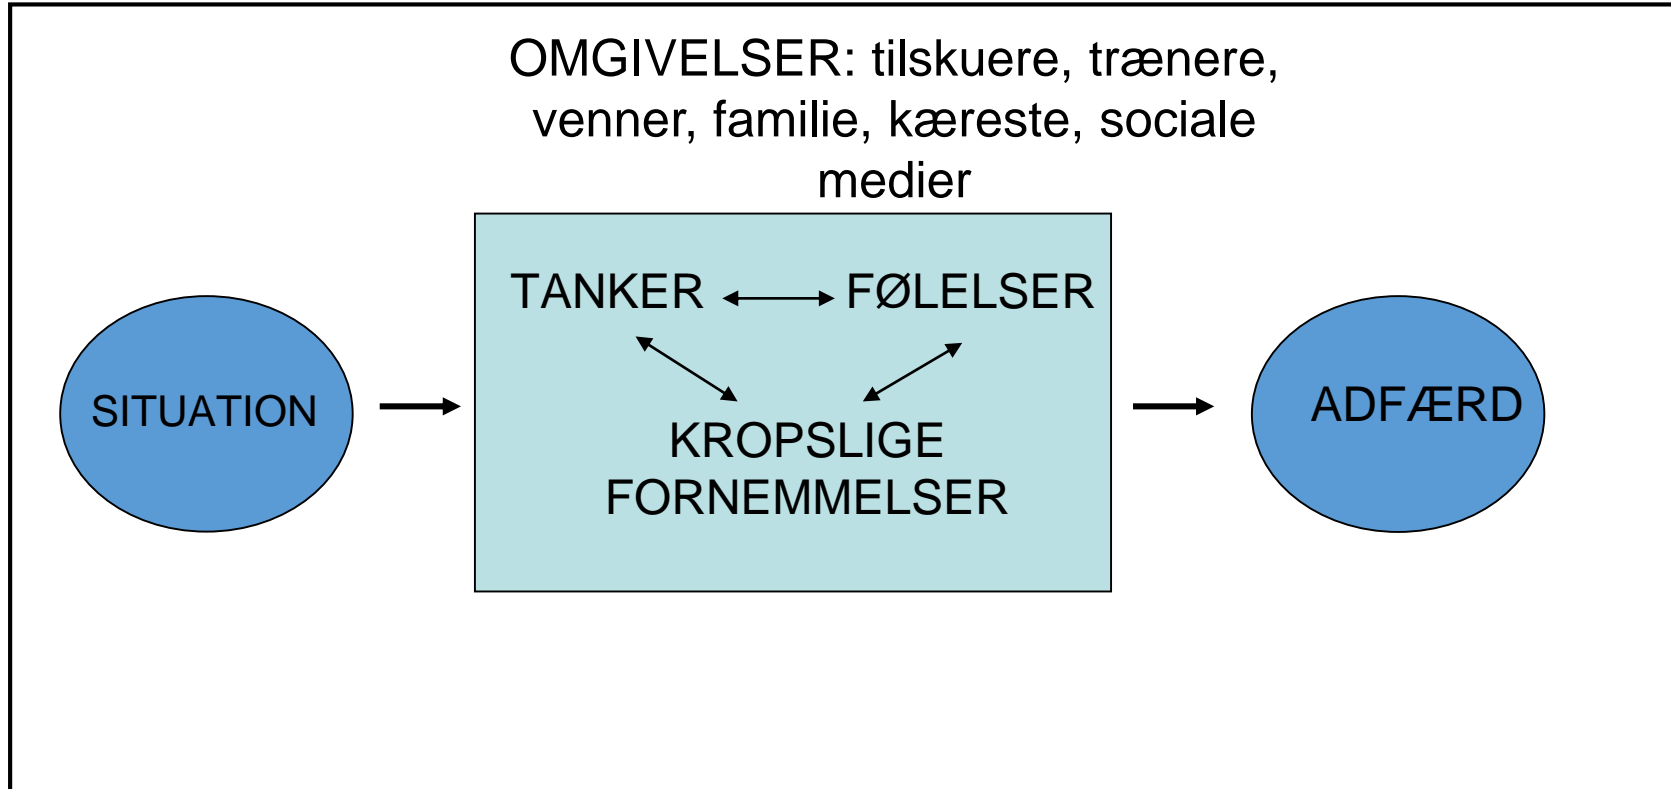 OMGIVELSER: tilskuere, trænere,
venner, familie, kæreste, sociale
medier
TANKER
FØLELSER
SITUATION
ADFÆRD
KROPSLIGE
FORNEMMELSER